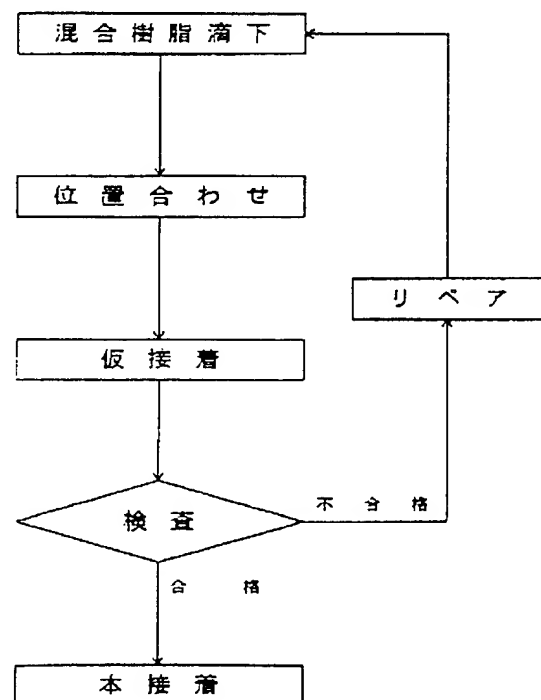 混合樹脂滴下
位置合わせ
リペア
仮接着
検査
不合格
合格
本接着